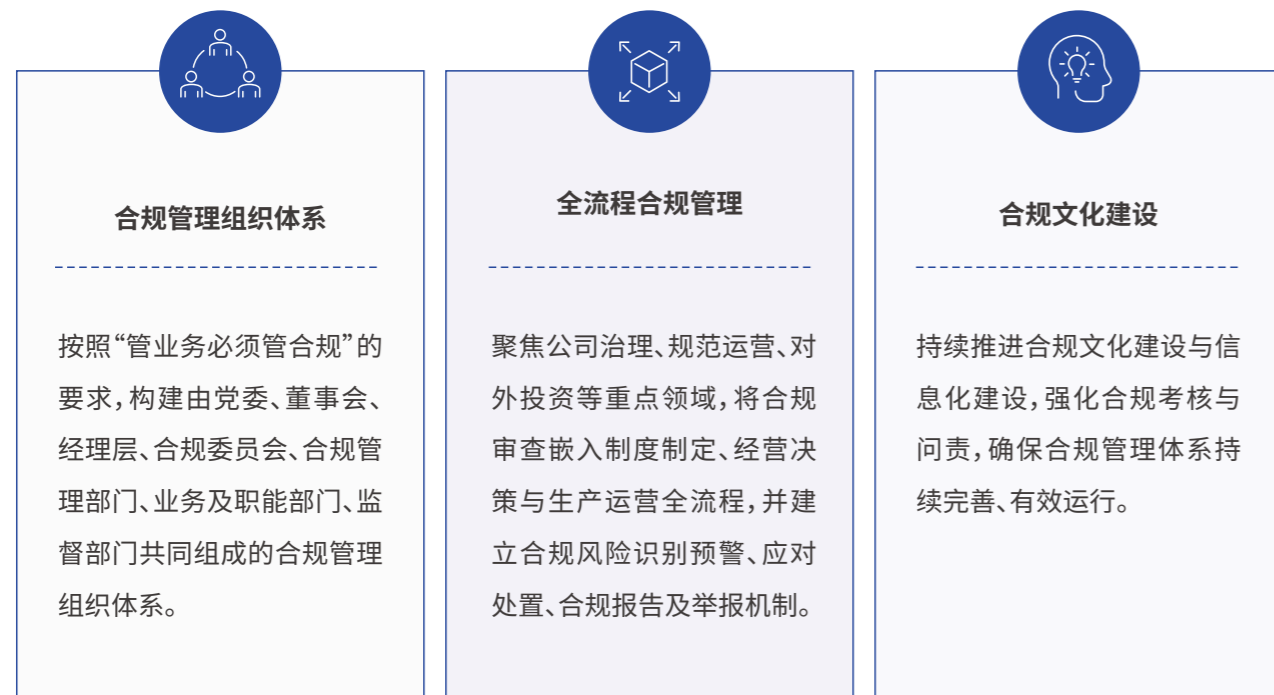 合规管理组织体系
按照“管业务必须管合规”的
要求，构建由党委、董事会、
经理层、合规委员会、合规管
理部门、业务及职能部门、监
督部门共同组成的合规管理
组织体系。
全流程合规管理
聚焦公司治理、规范运营、对
外投资等重点领域，将合规
审查嵌入制度制定、经营决
策与生产运营全流程，并建
立合规风险识别预警、应对
处置、合规报告及举报机制。
合规文化建设
持续推进合规文化建设与信
息化建设，强化合规考核与
问责，确保合规管理体系持
续完善、有效运行。